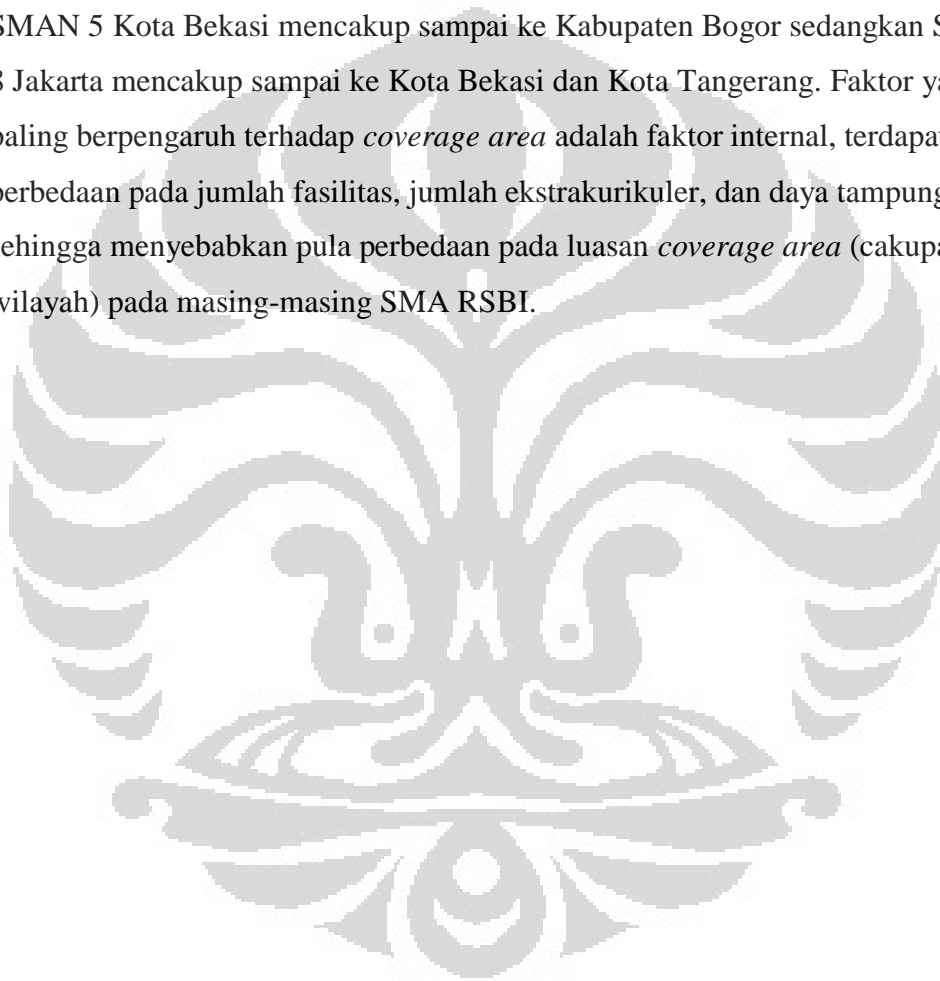 SMAN 5 Kota Bekasi mencakup sampai ke Kabupaten Bogor sedangkan
8 Jakarta mencakup sampai ke Kota Bekasi dan Kota Tangerang. Faktor
paling berpengaruh terhadap coverage area adalah faktor internal, terdapat
perbedaan pada jumlah fasilitas, jumlah ekstrakurikuler, dan daya tampung
sehingga menyebabkan pula perbedaan pada luasan coverage area
wilayah) pada masing-masing SMA RSBI.